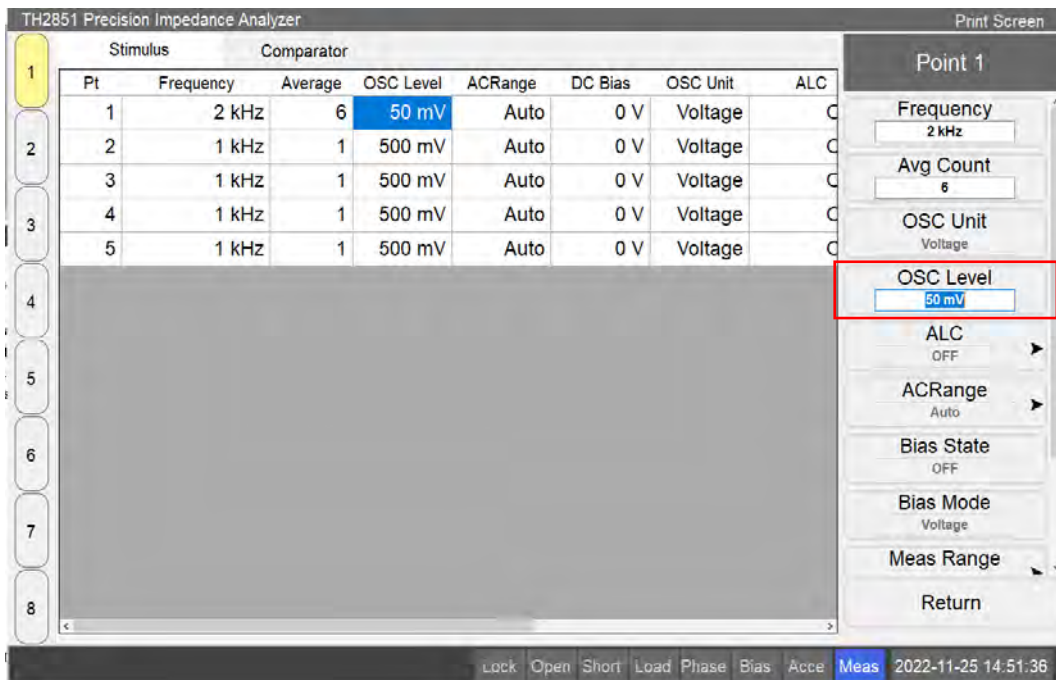 TH2851 Precision Impedance Analyzer Print Screen
Stimulus Comparator
Pt Frequency Average OSC Level ACRange DC Bias OSC Unit ALC
1 2 kHz 6 50 mV Auto 0 V Voltage
2 1 kHz 1 500 mV Auto 0 V Voltage
3 1 kHz 1 500 mV Auto 0 V Voltage
4 1 kHz 1 500 mV Auto 0 V Voltage
5 1 kHz 1 500 mV Auto 0 V Voltage
1
2
3
4
5
6
7
8
Point 1
Frequency
2 kHz
Avg Count
6
OSC Unit
Voltage
OSC Level
50 mV
ALC
OFF
ACRange
Auto
Bias State
OFF
Bias Mode
Voltage
Meas Range
Return
Lock Open Short Load Phase Bias Acce Meas 2022-11-25 14:51:36